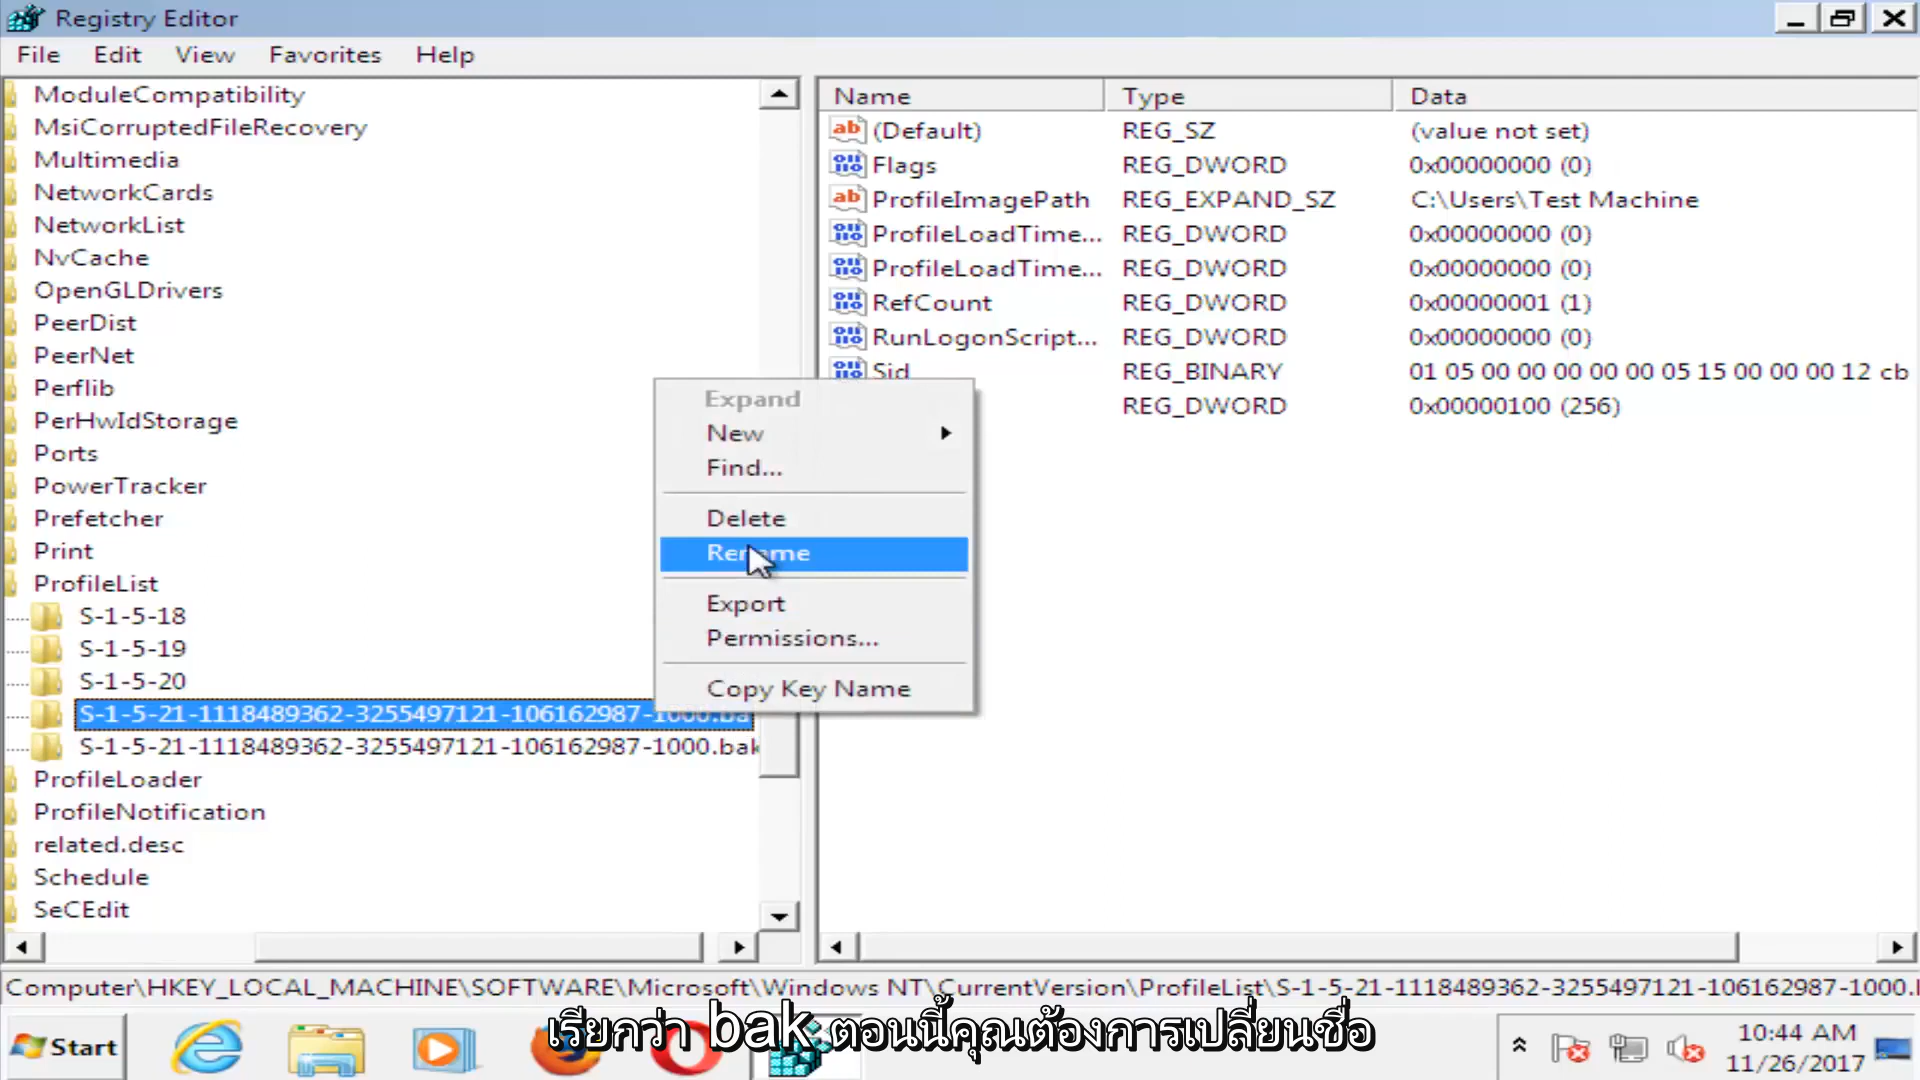 Registry Editor
File Edit View Favorites Help
ModuleCompatibility
MsiCorruptedFileRecovery
Multimedia
NetworkCards
NetworkList
NvCache
OpenGLDrivers
PeerDist
PeerNet
Perflib
PerHwIdStorage
Ports
PowerTracker
Prefetcher
Print
ProfileList
S-1-5-18
S-1-5-19
S-1-5-20
S-1-5-21-1118489362-3255497121-106162987-1000.ba
S-1-5-21-1118489362-3255497121-106162987-1000.bak
ProfileLoader
ProfileNotification
related.desc
Schedule
SeCEdit
Name Type Data
(Default) REG_SZ (value not set)
Flags REG_DWORD 0x00000000 (0)
ProfileImagePath REG_EXPAND_SZ C:\Users\Test Machine
ProfileLoadTime... REG_DWORD 0x00000000 (0)
ProfileLoadTime... REG_DWORD 0x00000000 (0)
RefCount REG_DWORD 0x00000001 (1)
RunLogonScript... REG_DWORD 0x00000000 (0)
Sid REG_BINARY 01 05 00 00 00 00 00 05 15 00 00 00 12 cb
REG_DWORD 0x00000100 (256)
Expand
New
Find...
Delete
Rename
Export
Permissions...
Copy Key Name
Computer\HKEY_LOCAL_MACHINE\SOFTWARE\Microsoft\Windows NT\CurrentVersion\ProfileList\S-1-5-21-1118489362-3255497121-106162987-1000.
เรียกว่า bak ตอนนี้คุณต้องการเปลี่ยนชื่อ
Start
10:44 AM
11/26/2017